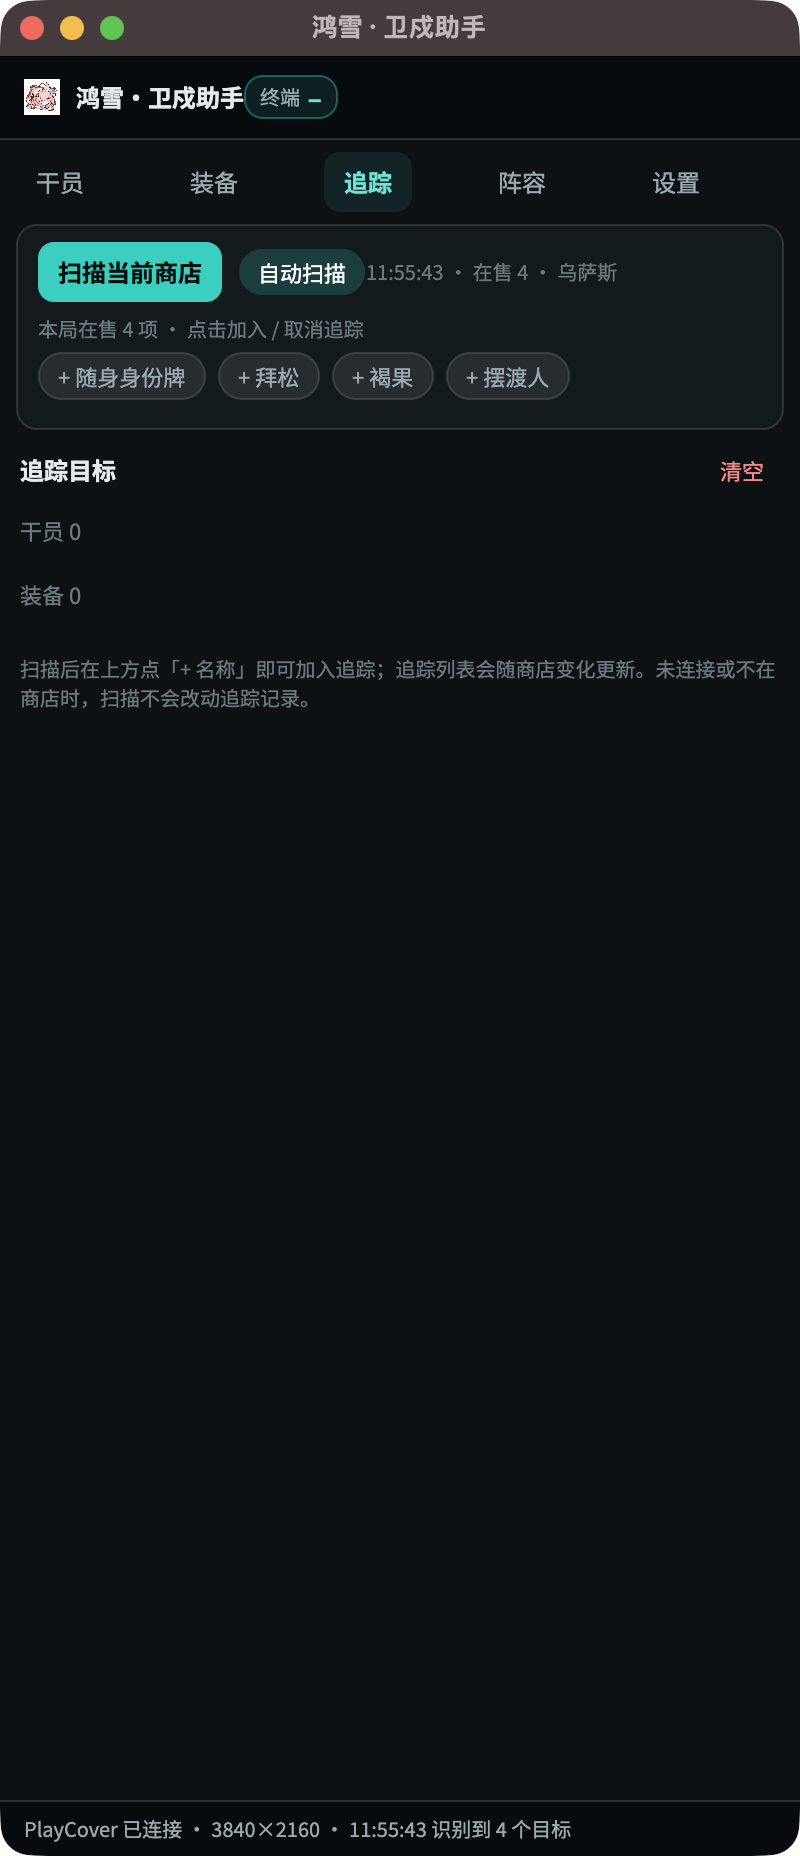 鸿雪 · 卫戍助手
鸿雪·卫戍助手 终端 –
干员 装备 追踪 阵容 设置
扫描当前商店 自动扫描 11:55:43 · 在售 4 · 乌萨斯
本局在售 4 项 · 点击加入 / 取消追踪
+ 随身身份牌 + 拜松 + 褐果 + 摆渡人
追踪目标 清空
干员 0
装备 0
扫描后在上方点「+ 名称」即可加入追踪；追踪列表会随商店变化更新。未连接或不在
商店时，扫描不会改动追踪记录。
PlayCover 已连接 · 3840×2160 · 11:55:43 识别到 4 个目标